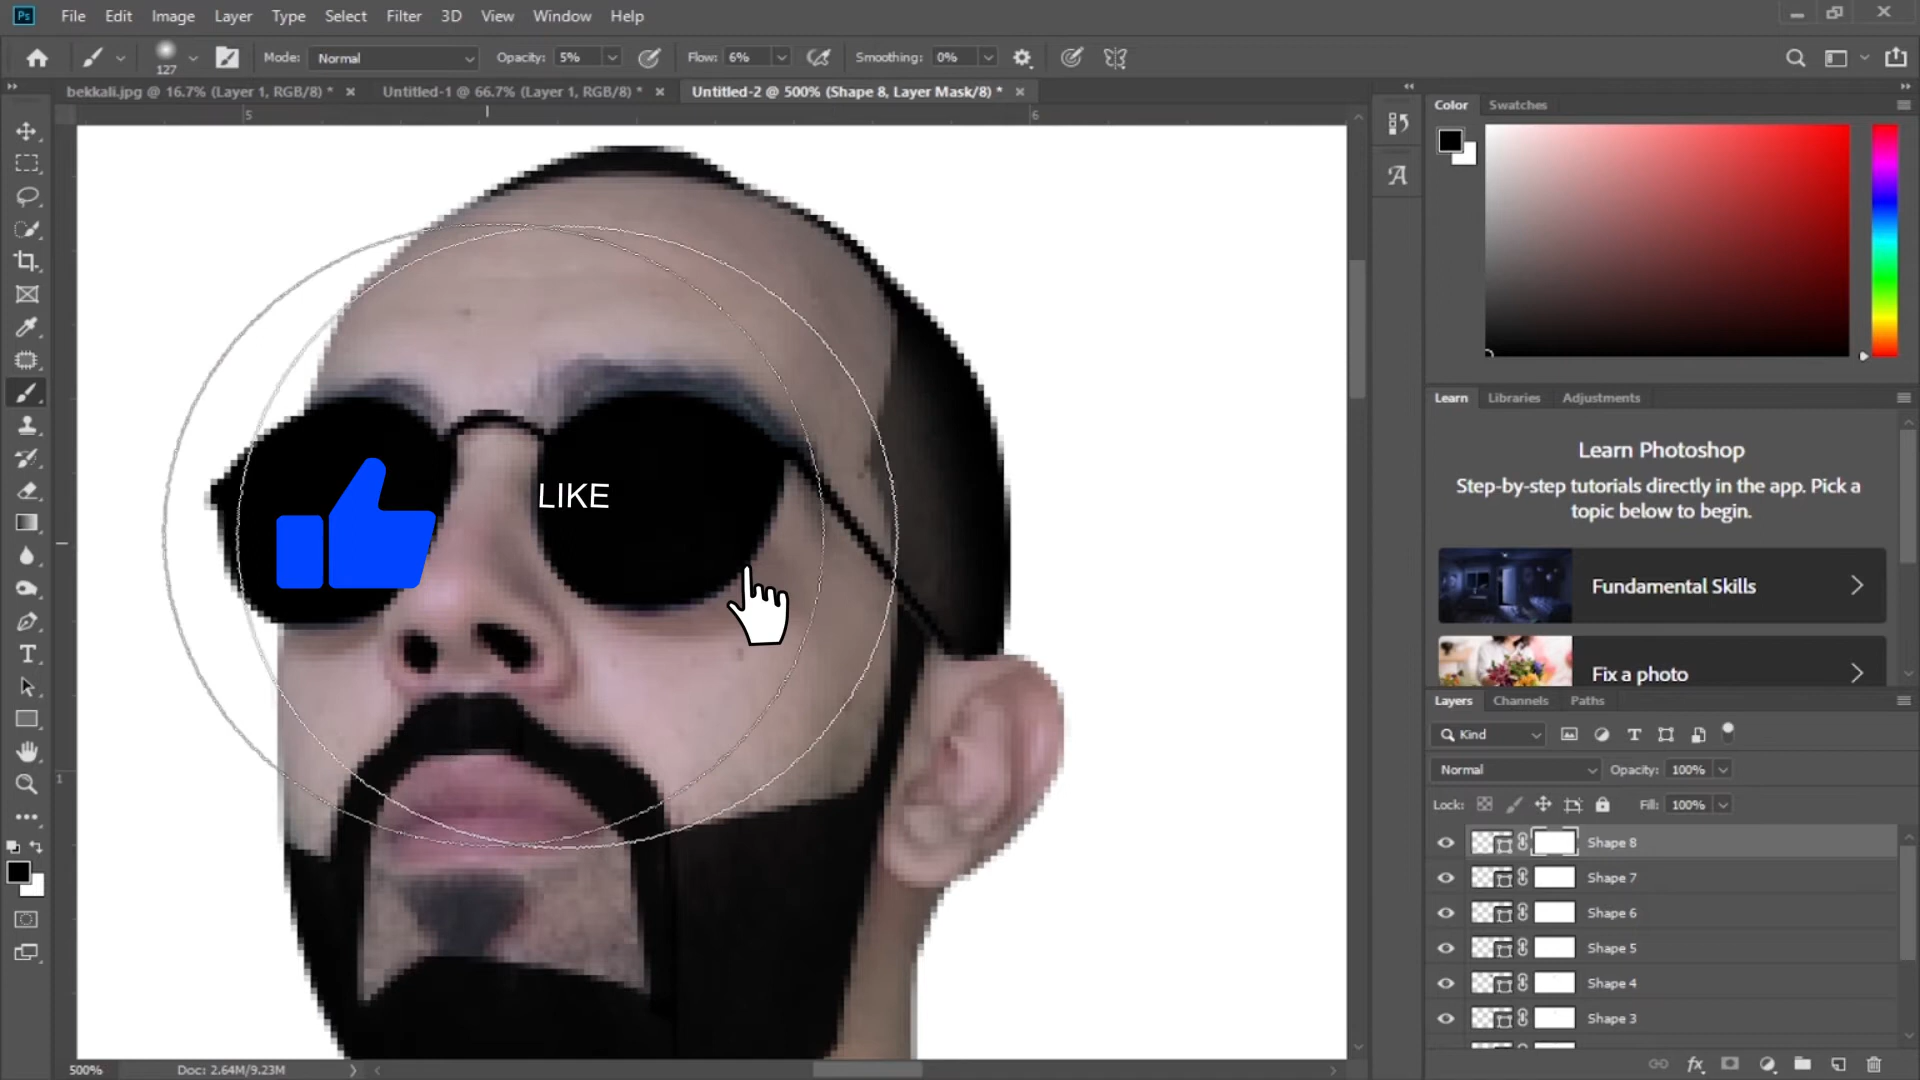 Ps File Edit Image Layer Type Select Filter 3D View Window Help
127 Mode: Normal Opacity: 5% Flow: 6% Smoothing: 0%
bekkali.jpg @ 16.7% (Layer 1, RGB/8) * Untitled-1 @ 66.7% (Layer 1, RGB/8) * Untitled-2 @ 500% (Shape 8, Layer Mask/8) *
5 6
1
LIKE
500% Doc: 2.64M/9.23M
Color Swatches
Learn Libraries Adjustments
Learn Photoshop
Step-by-step tutorials directly in the app. Pick a
topic below to begin.
Fundamental Skills
Fix a photo
Layers Channels Paths
Kind
Normal Opacity: 100%
Lock: Fill: 100%
Shape 8
Shape 7
Shape 6
Shape 5
Shape 4
Shape 3
fx